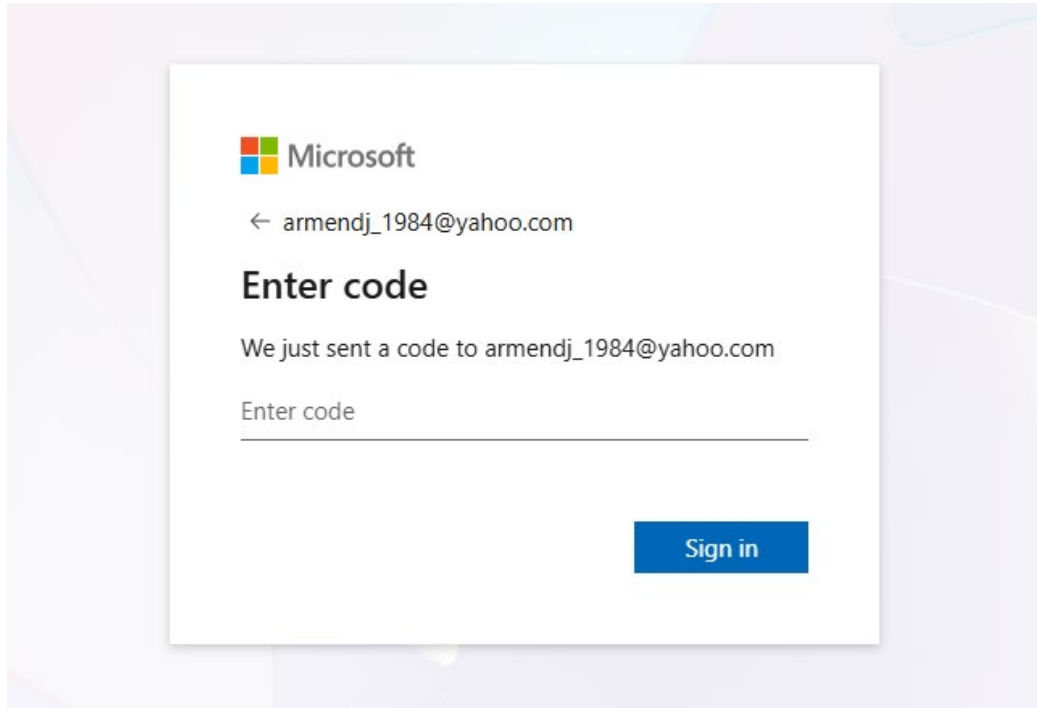 Microsoft
← armendj_1984@yahoo.com
Enter code
We just sent a code to armendj_1984@yahoo.com
Enter code
Sign in